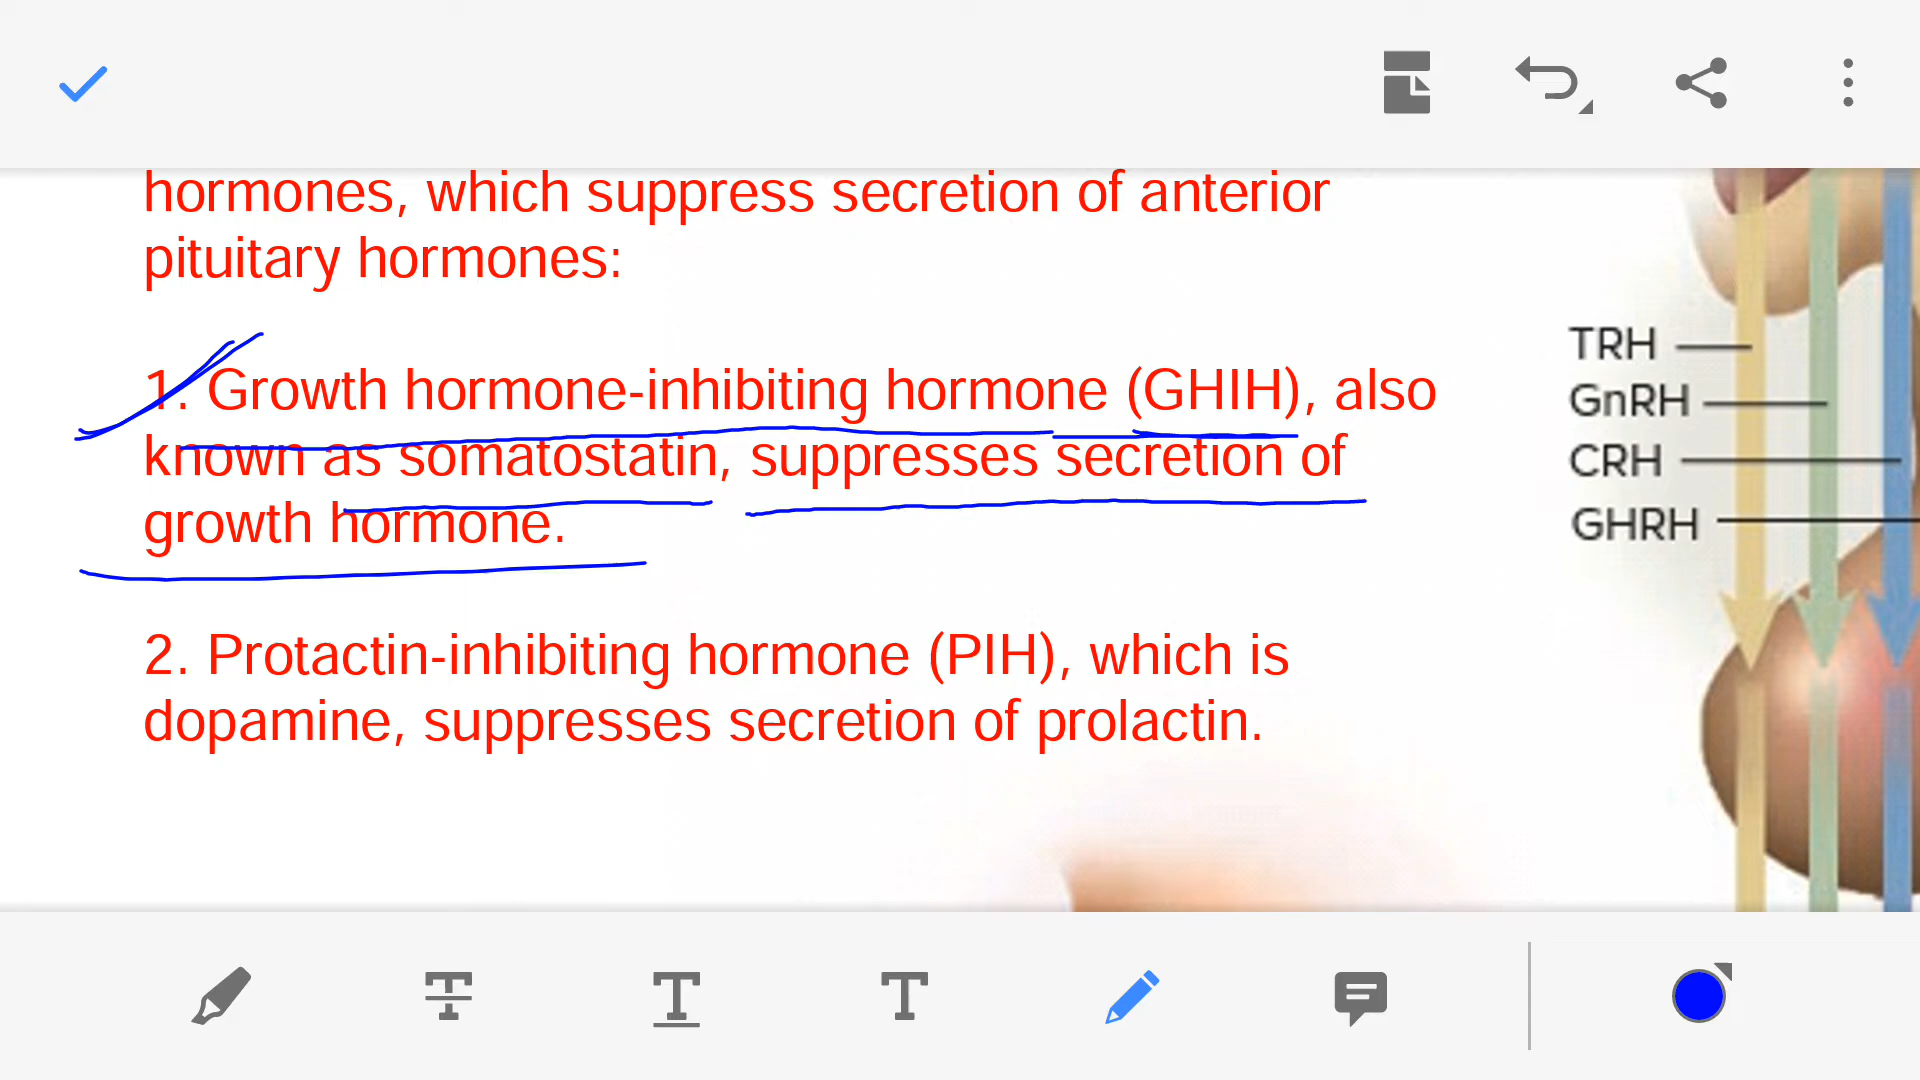 hormones, which suppress secretion of anterior
pituitary hormones:
1. Growth hormone-inhibiting hormone (GHIH), also
known as somatostatin, suppresses secretion of
growth hormone.
2. Protactin-inhibiting hormone (PIH), which is
dopamine, suppresses secretion of prolactin.
TRH
GnRH
CRH
GHRH